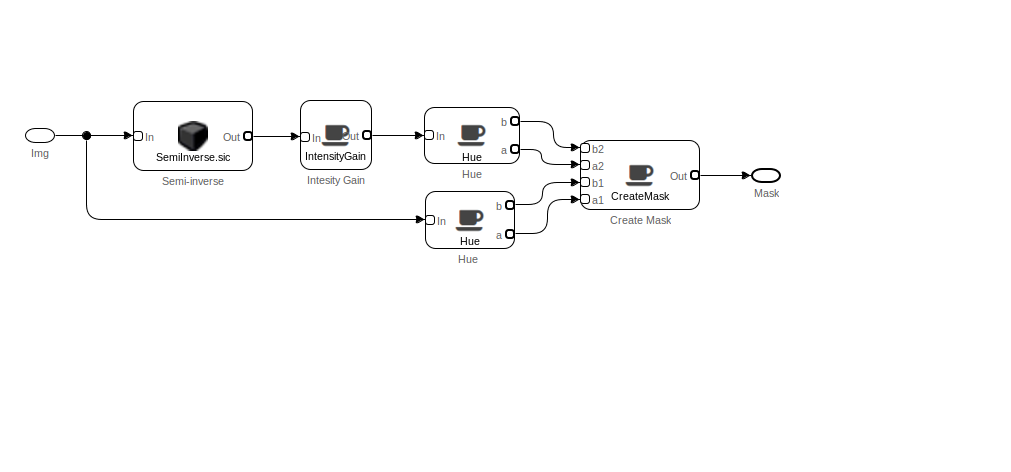 Img
In
Out
SemiInverse.sic
Semi-inverse
In
Out
IntensityGain
Intesity Gain
In
b
a
Hue
Hue
In
b
a
Hue
Hue
b2
a2
b1
a1
Out
CreateMask
Create Mask
Mask